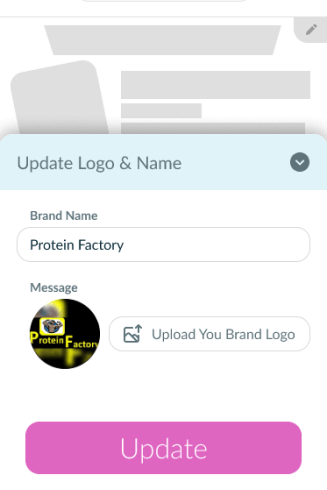 Update Logo & Name
Brand Name
Protein Factory
Message
Protein Factory
Upload You Brand Logo
Update